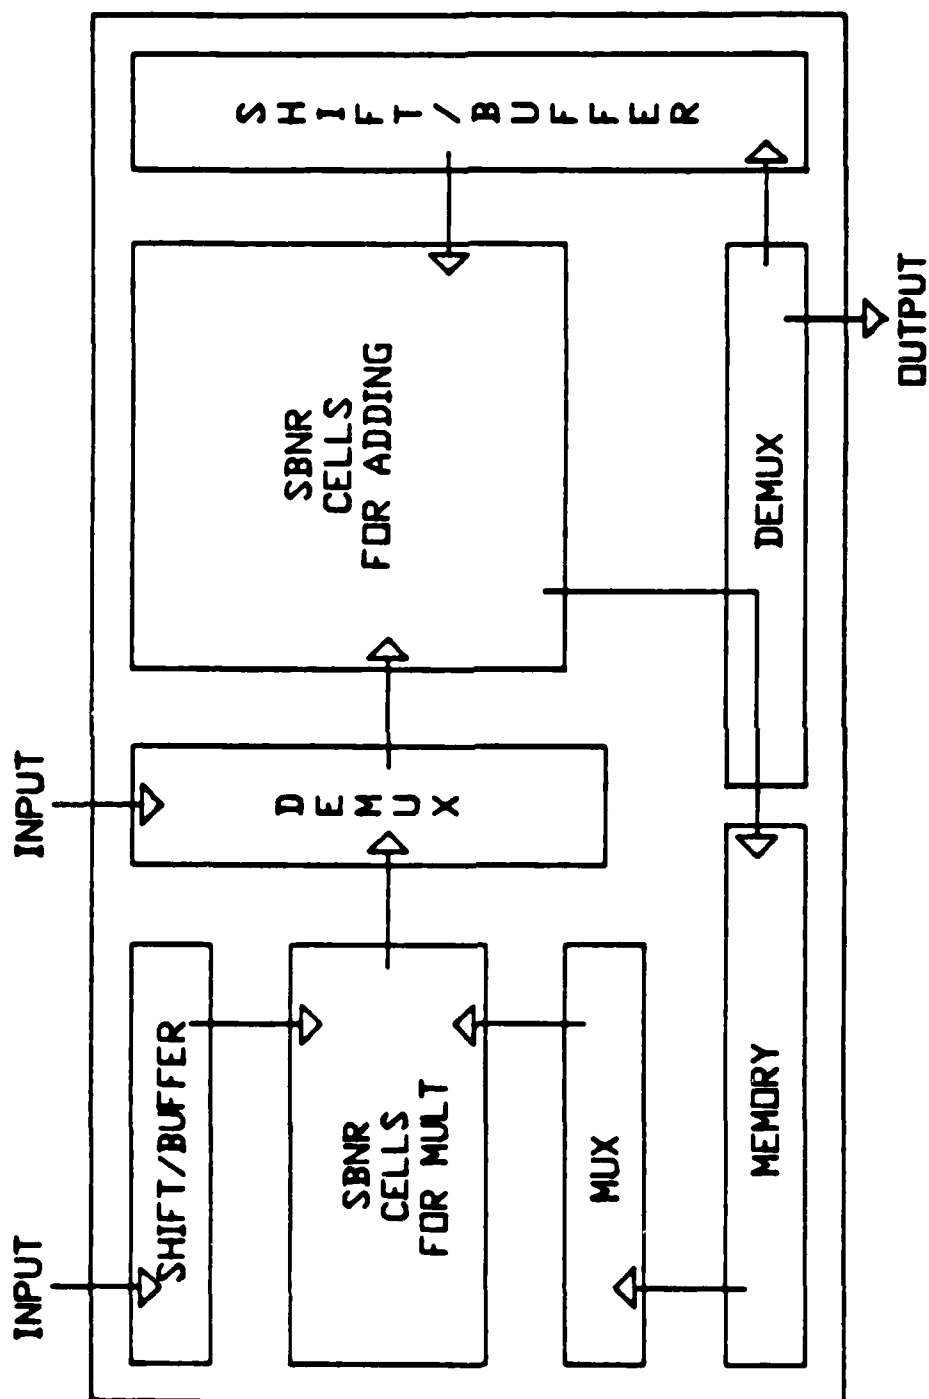 INPUT
INPUT
SHIFT/BUFFER
SBNR
CELLS
FOR MULT
MUX
MEMORY
DEMUX
SBNR
CELLS
FOR ADDING
DEMUX
SHIFT/BUFFER
OUTPUT